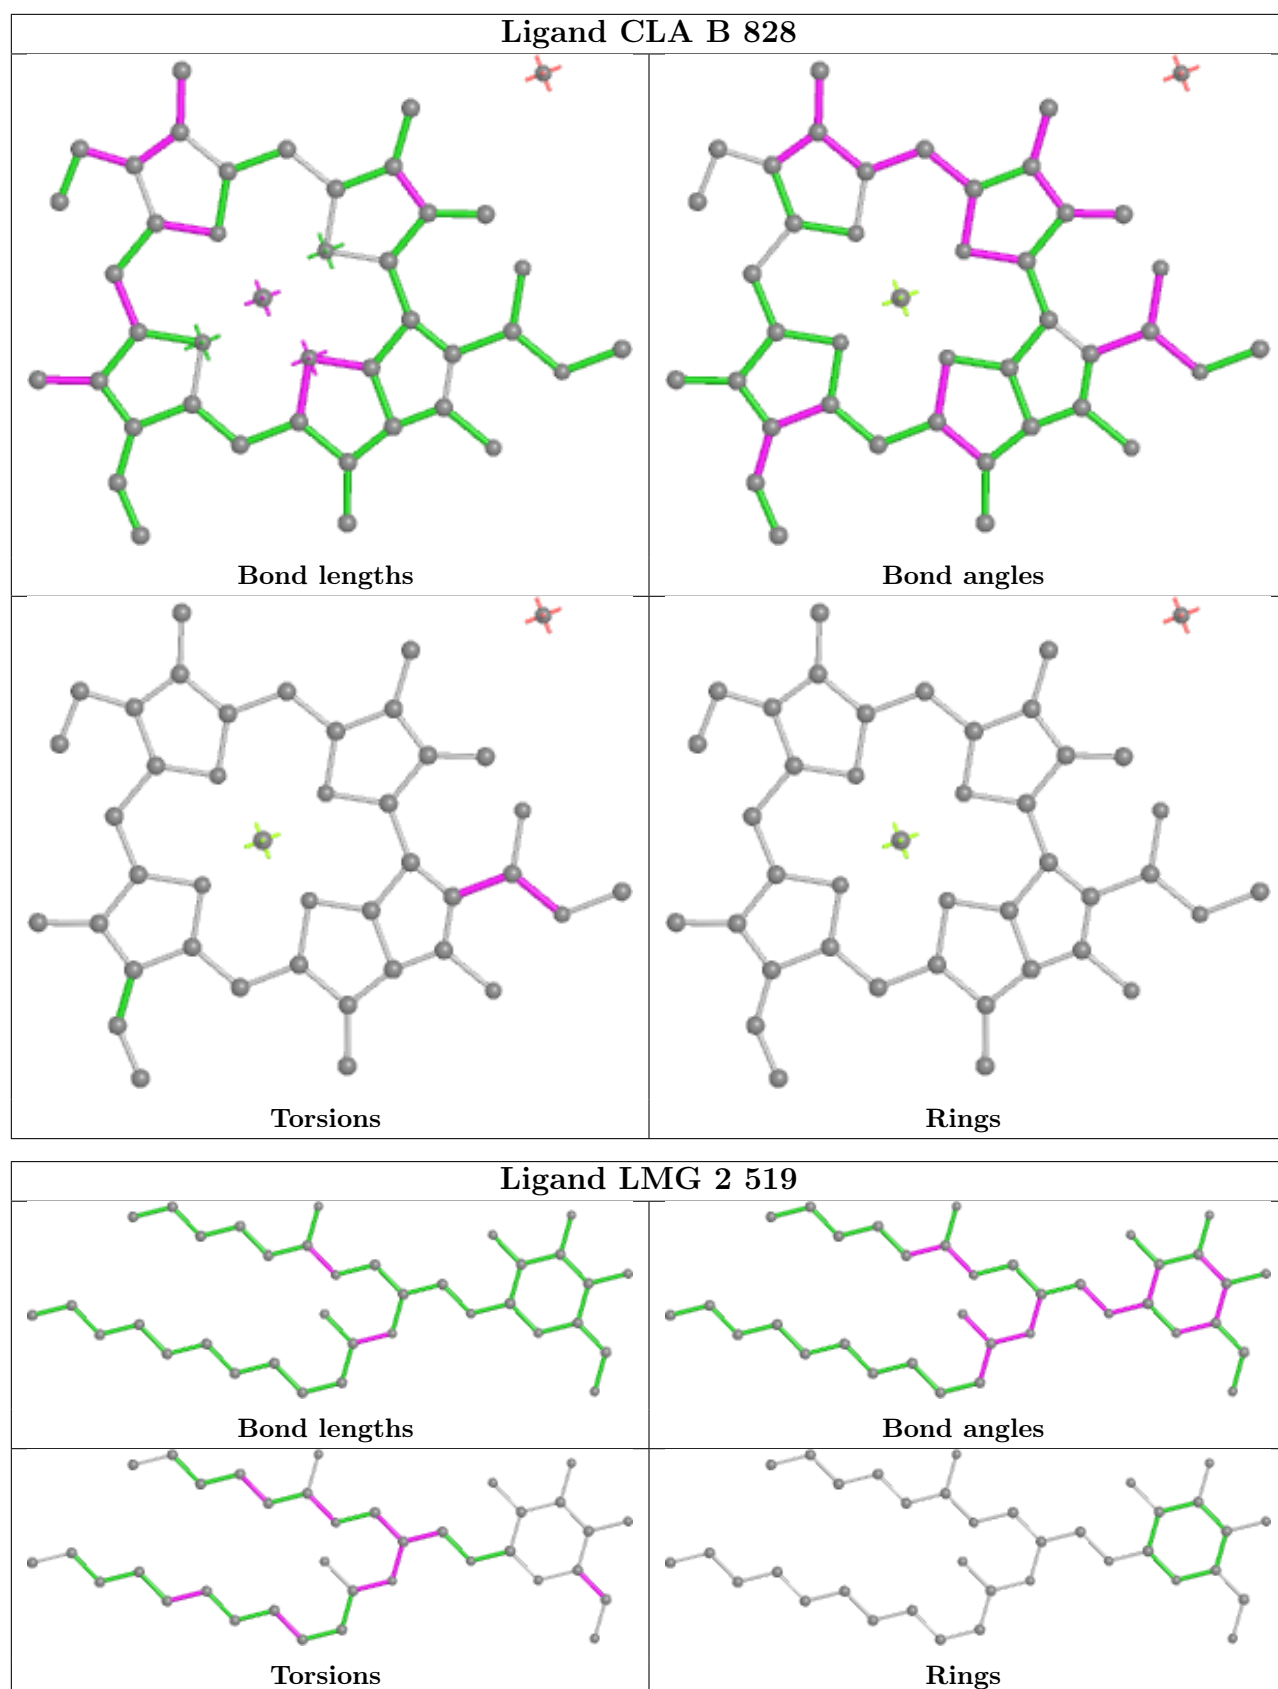 Ligand CLA B 828
Bond lengths
Bond angles
Torsions
Rings
Ligand LMG 2 519
Bond lengths
Bond angles
Torsions
Rings